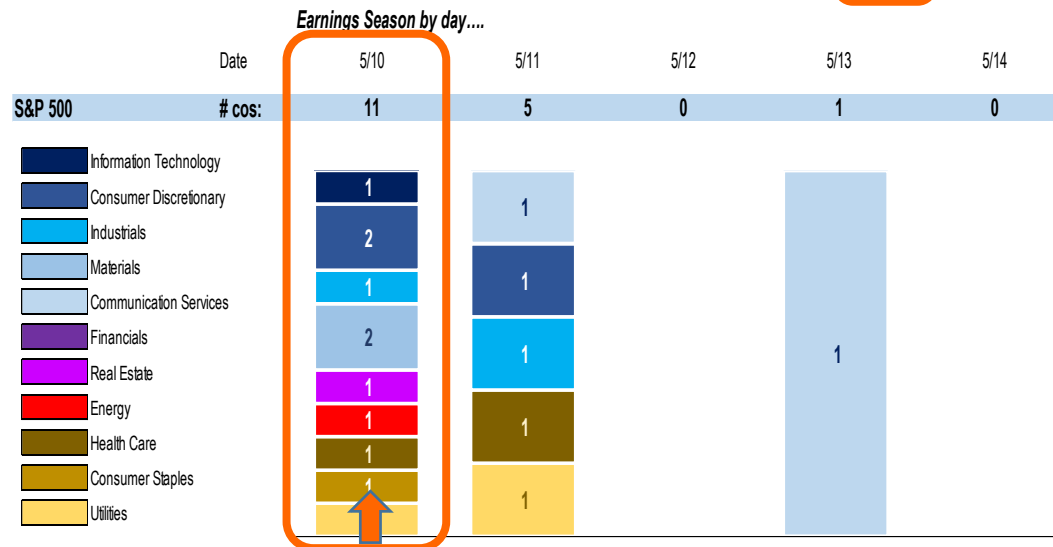 Earnings Season by day....
Date 5/10 5/11 5/12 5/13 5/14
S&P 500 # cos: 11 5 0 1 0
Information Technology
Consumer Discretionary
Industrials
Materials
Communication Services
Financials
Real Estate
Energy
Health Care
Consumer Staples
Utilities
1
2
1
2
1
1
1
1
1
1
1
1
1
1